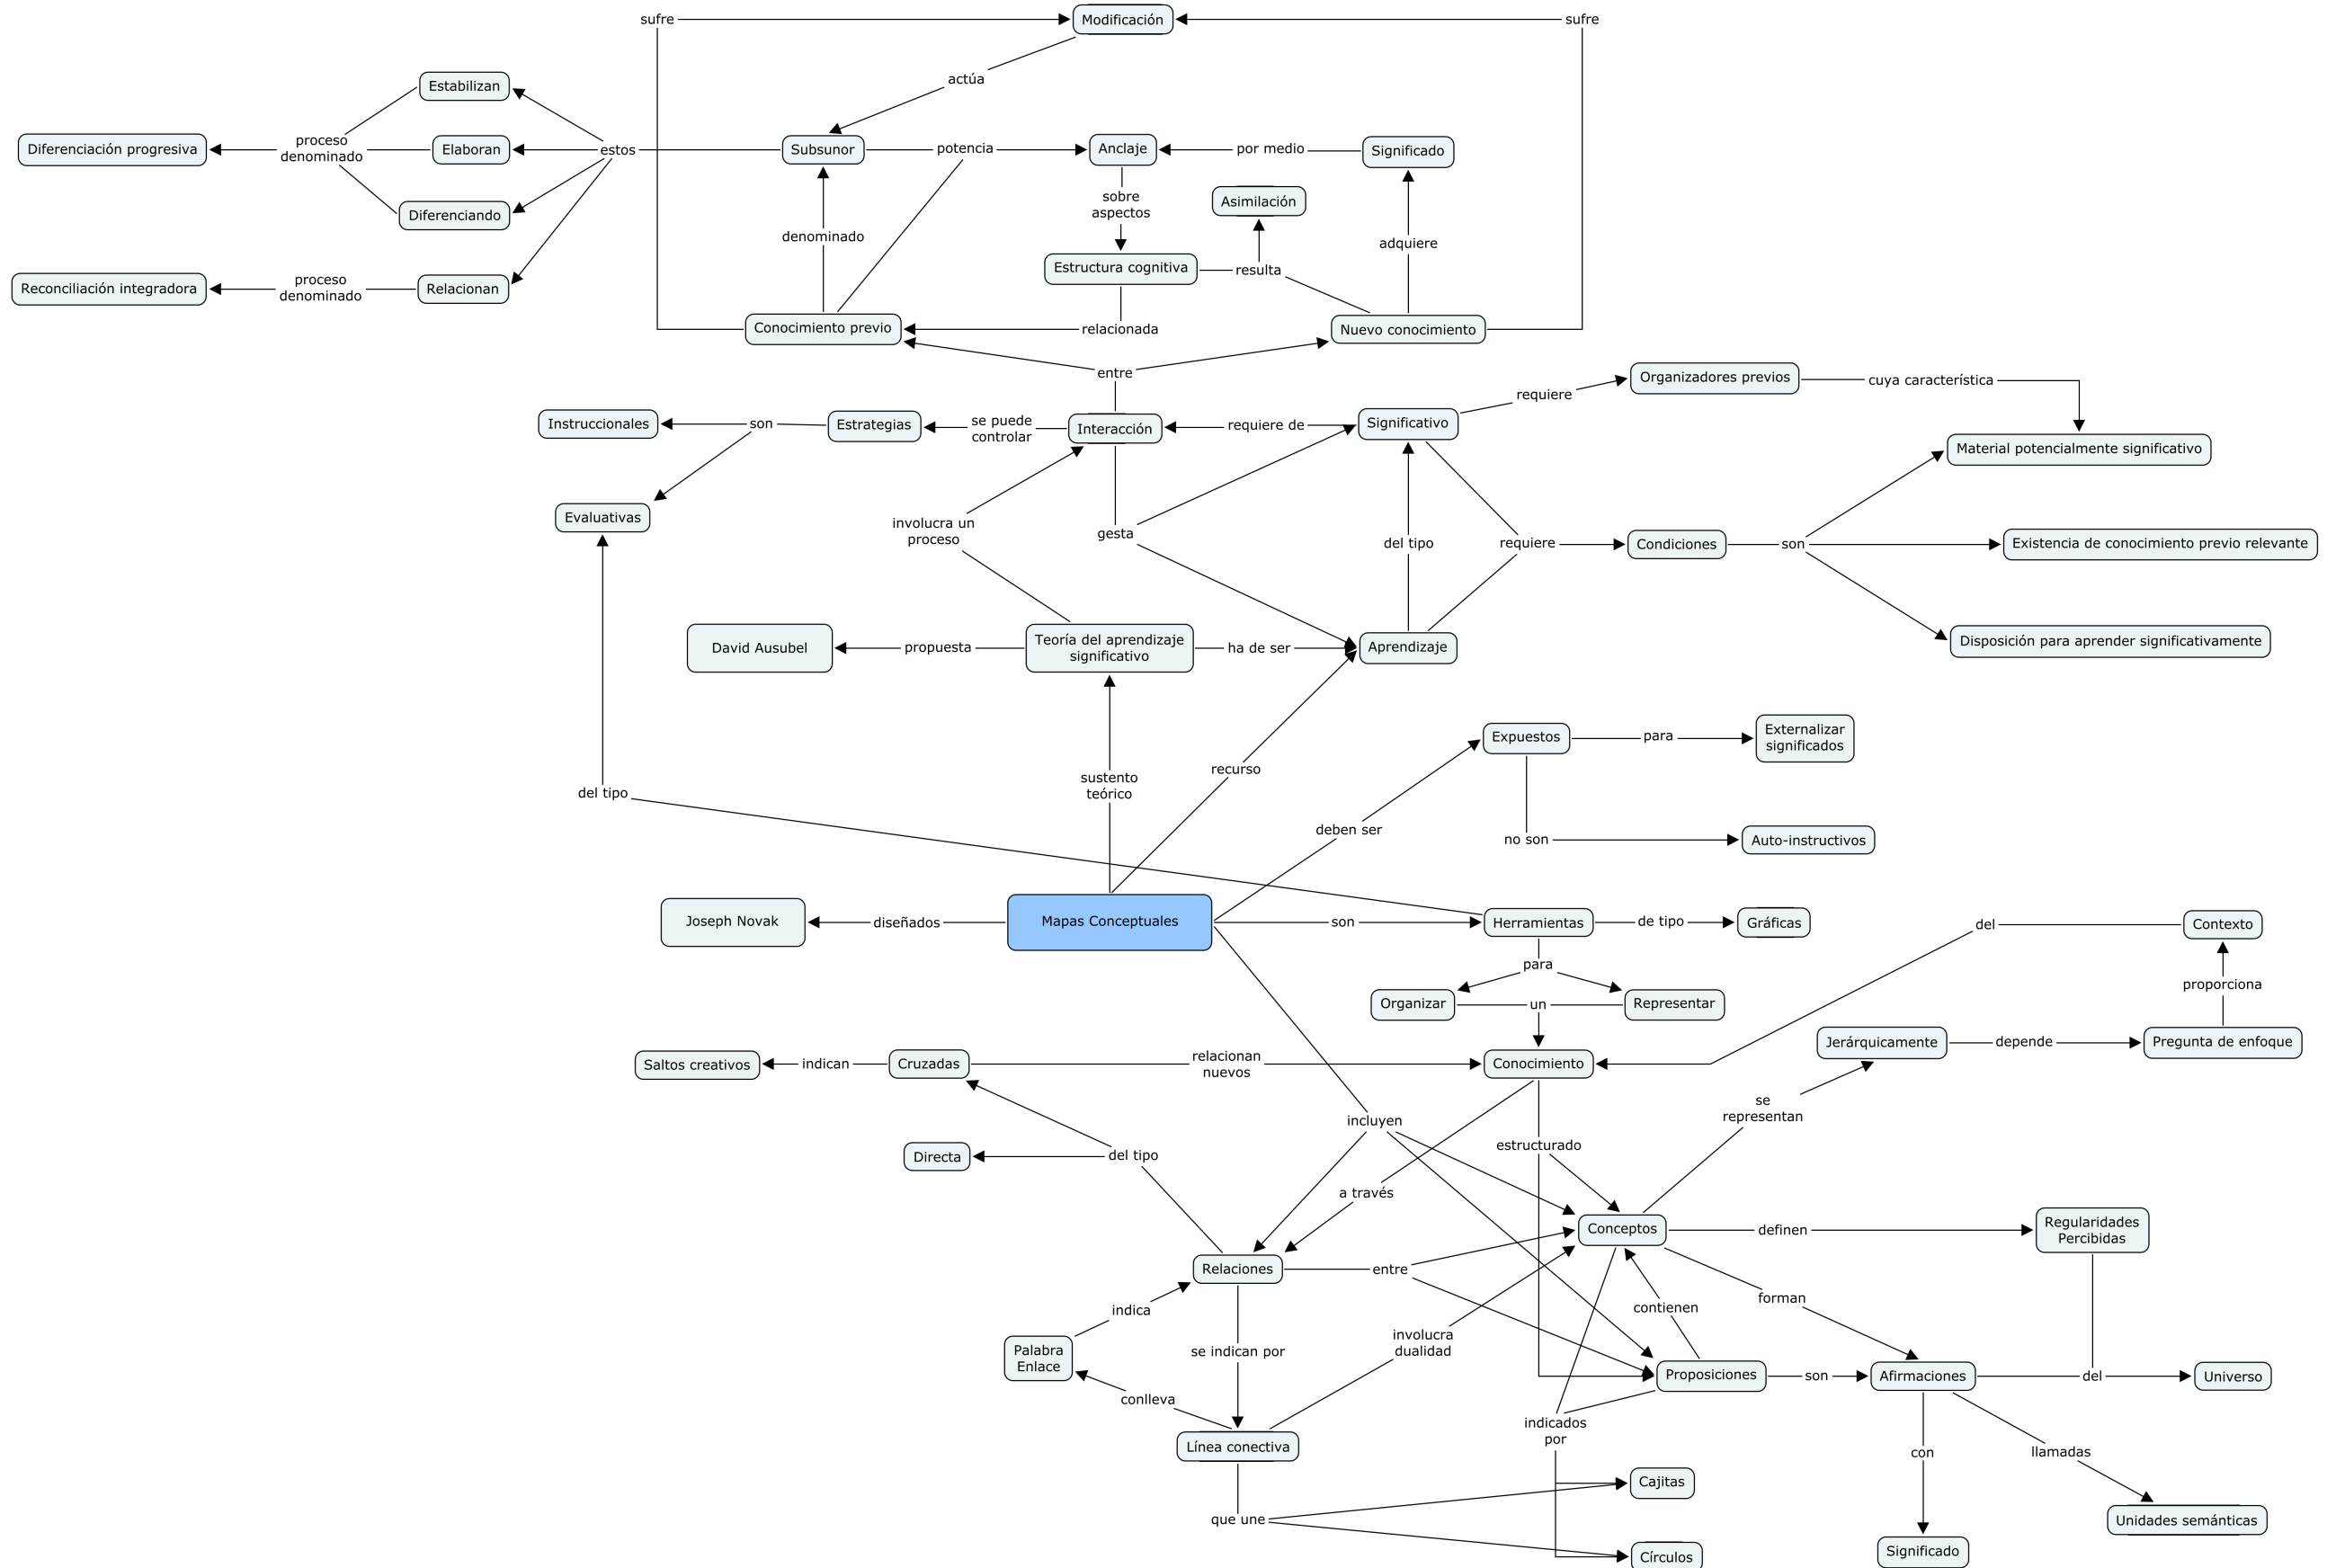 sufre
Modificación
sufre
actúa
Estabilizan
Diferenciación progresiva
proceso
denominado
Elaboran
estos
Subsunor
potencia
Anclaje
por medio
Significado
Diferenciando
sobre
aspectos
Asimilación
denominado
adquiere
Reconciliación integradora
proceso
denominado
Relacionan
Estructura cognitiva
resulta
Conocimiento previo
relacionada
Nuevo conocimiento
entre
Organizadores previos
cuya característica
requiere
Instruccionales
son
Estrategias
se puede
controlar
Interacción
requiere de
Significativo
Material potencialmente significativo
Evaluativas
involucra un
proceso
gesta
del tipo
requiere
Condiciones
son
Existencia de conocimiento previo relevante
David Ausubel
propuesta
Teoría del aprendizaje
significativo
ha de ser
Aprendizaje
Disposición para aprender significativamente
Expuestos
para
Externalizar
significados
recurso
sustento
teórico
del tipo
deben ser
no son
Auto-instructivos
Joseph Novak
diseñados
Mapas Conceptuales
son
Herramientas
de tipo
Gráficas
del
Contexto
para
proporciona
Organizar
un
Representar
Jerárquicamente
depende
Pregunta de enfoque
Saltos creativos
indican
Cruzadas
relacionan
nuevos
Conocimiento
se
representan
incluyen
estructurado
Directa
del tipo
a través
Conceptos
definen
Regularidades
Percibidas
Relaciones
entre
forman
indica
contienen
involucra
dualidad
Palabra
Enlace
se indican por
Proposiciones
son
Afirmaciones
del
Universo
conlleva
indicados
por
Línea conectiva
con
llamadas
Cajitas
que une
Unidades semánticas
Círculos
Significado